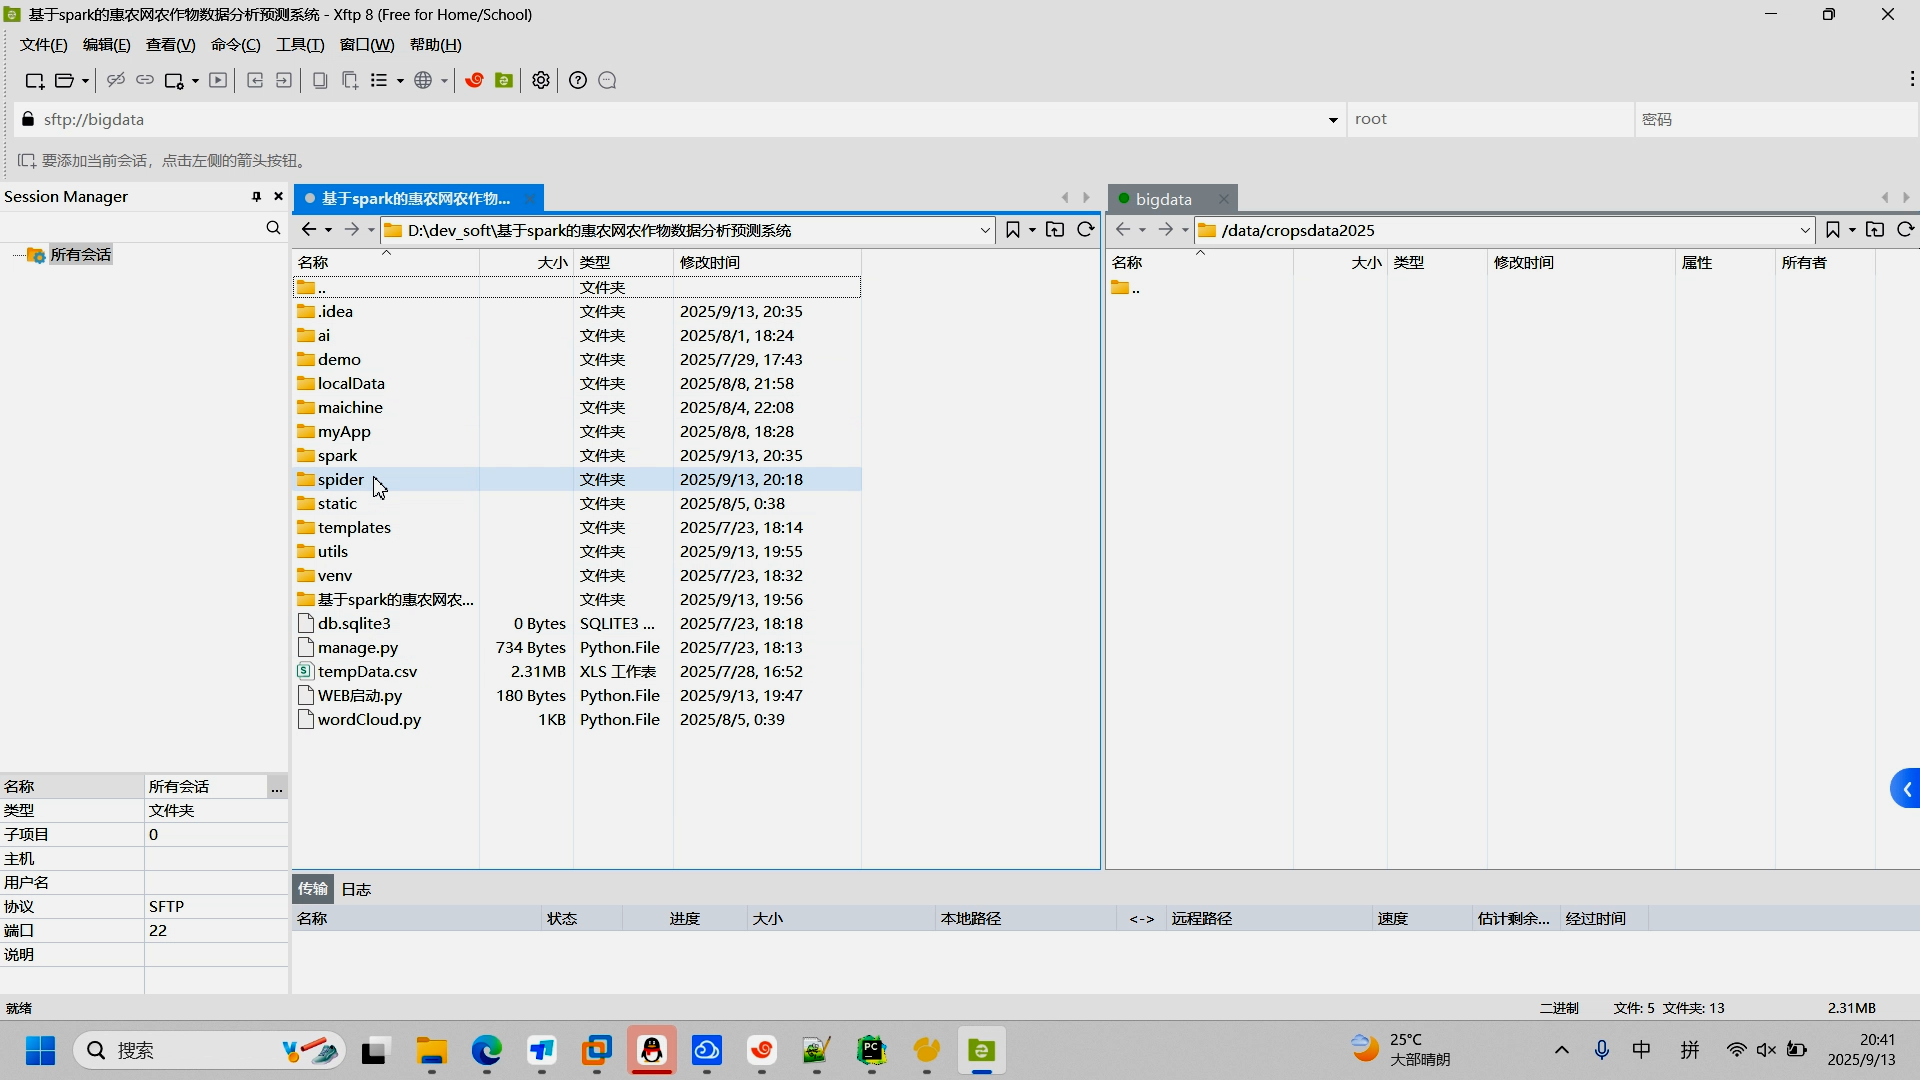 基于spark的惠农网农作物数据分析预测系统 - Xftp 8 (Free for Home/School)
文件(F) 编辑(E) 查看(V) 命令(C) 工具(T) 窗口(W) 帮助(H)
sftp://bigdata root 密码
要添加当前会话，点击左侧的箭头按钮。
Session Manager
所有会话
名称 所有会话 ...
类型 文件夹
子项目 0
主机
用户名
协议 SFTP
端口 22
说明
基于spark的惠农网农作物...
D:\dev_soft\基于spark的惠农网农作物数据分析预测系统
名称 大小 类型 修改时间
.. 文件夹
.idea 文件夹 2025/9/13, 20:35
ai 文件夹 2025/8/1, 18:24
demo 文件夹 2025/7/29, 17:43
localData 文件夹 2025/8/8, 21:58
maichine 文件夹 2025/8/4, 22:08
myApp 文件夹 2025/8/8, 18:28
spark 文件夹 2025/9/13, 20:35
spider 文件夹 2025/9/13, 20:18
static 文件夹 2025/8/5, 0:38
templates 文件夹 2025/7/23, 18:14
utils 文件夹 2025/9/13, 19:55
venv 文件夹 2025/7/23, 18:32
基于spark的惠农网农... 文件夹 2025/9/13, 19:56
db.sqlite3 0 Bytes SQLITE3 ... 2025/7/23, 18:18
manage.py 734 Bytes Python.File 2025/7/23, 18:13
tempData.csv 2.31MB XLS 工作表 2025/7/28, 16:52
WEB启动.py 180 Bytes Python.File 2025/9/13, 19:47
wordCloud.py 1KB Python.File 2025/8/5, 0:39
bigdata
/data/cropsdata2025
名称 大小 类型 修改时间 属性 所有者
..
传输 日志
名称 状态 进度 大小 本地路径 <-> 远程路径 速度 估计剩余... 经过时间
就绪 二进制 文件: 5 文件夹: 13 2.31MB
搜索
PC
25°C
大部晴朗
中 拼
20:41
2025/9/13